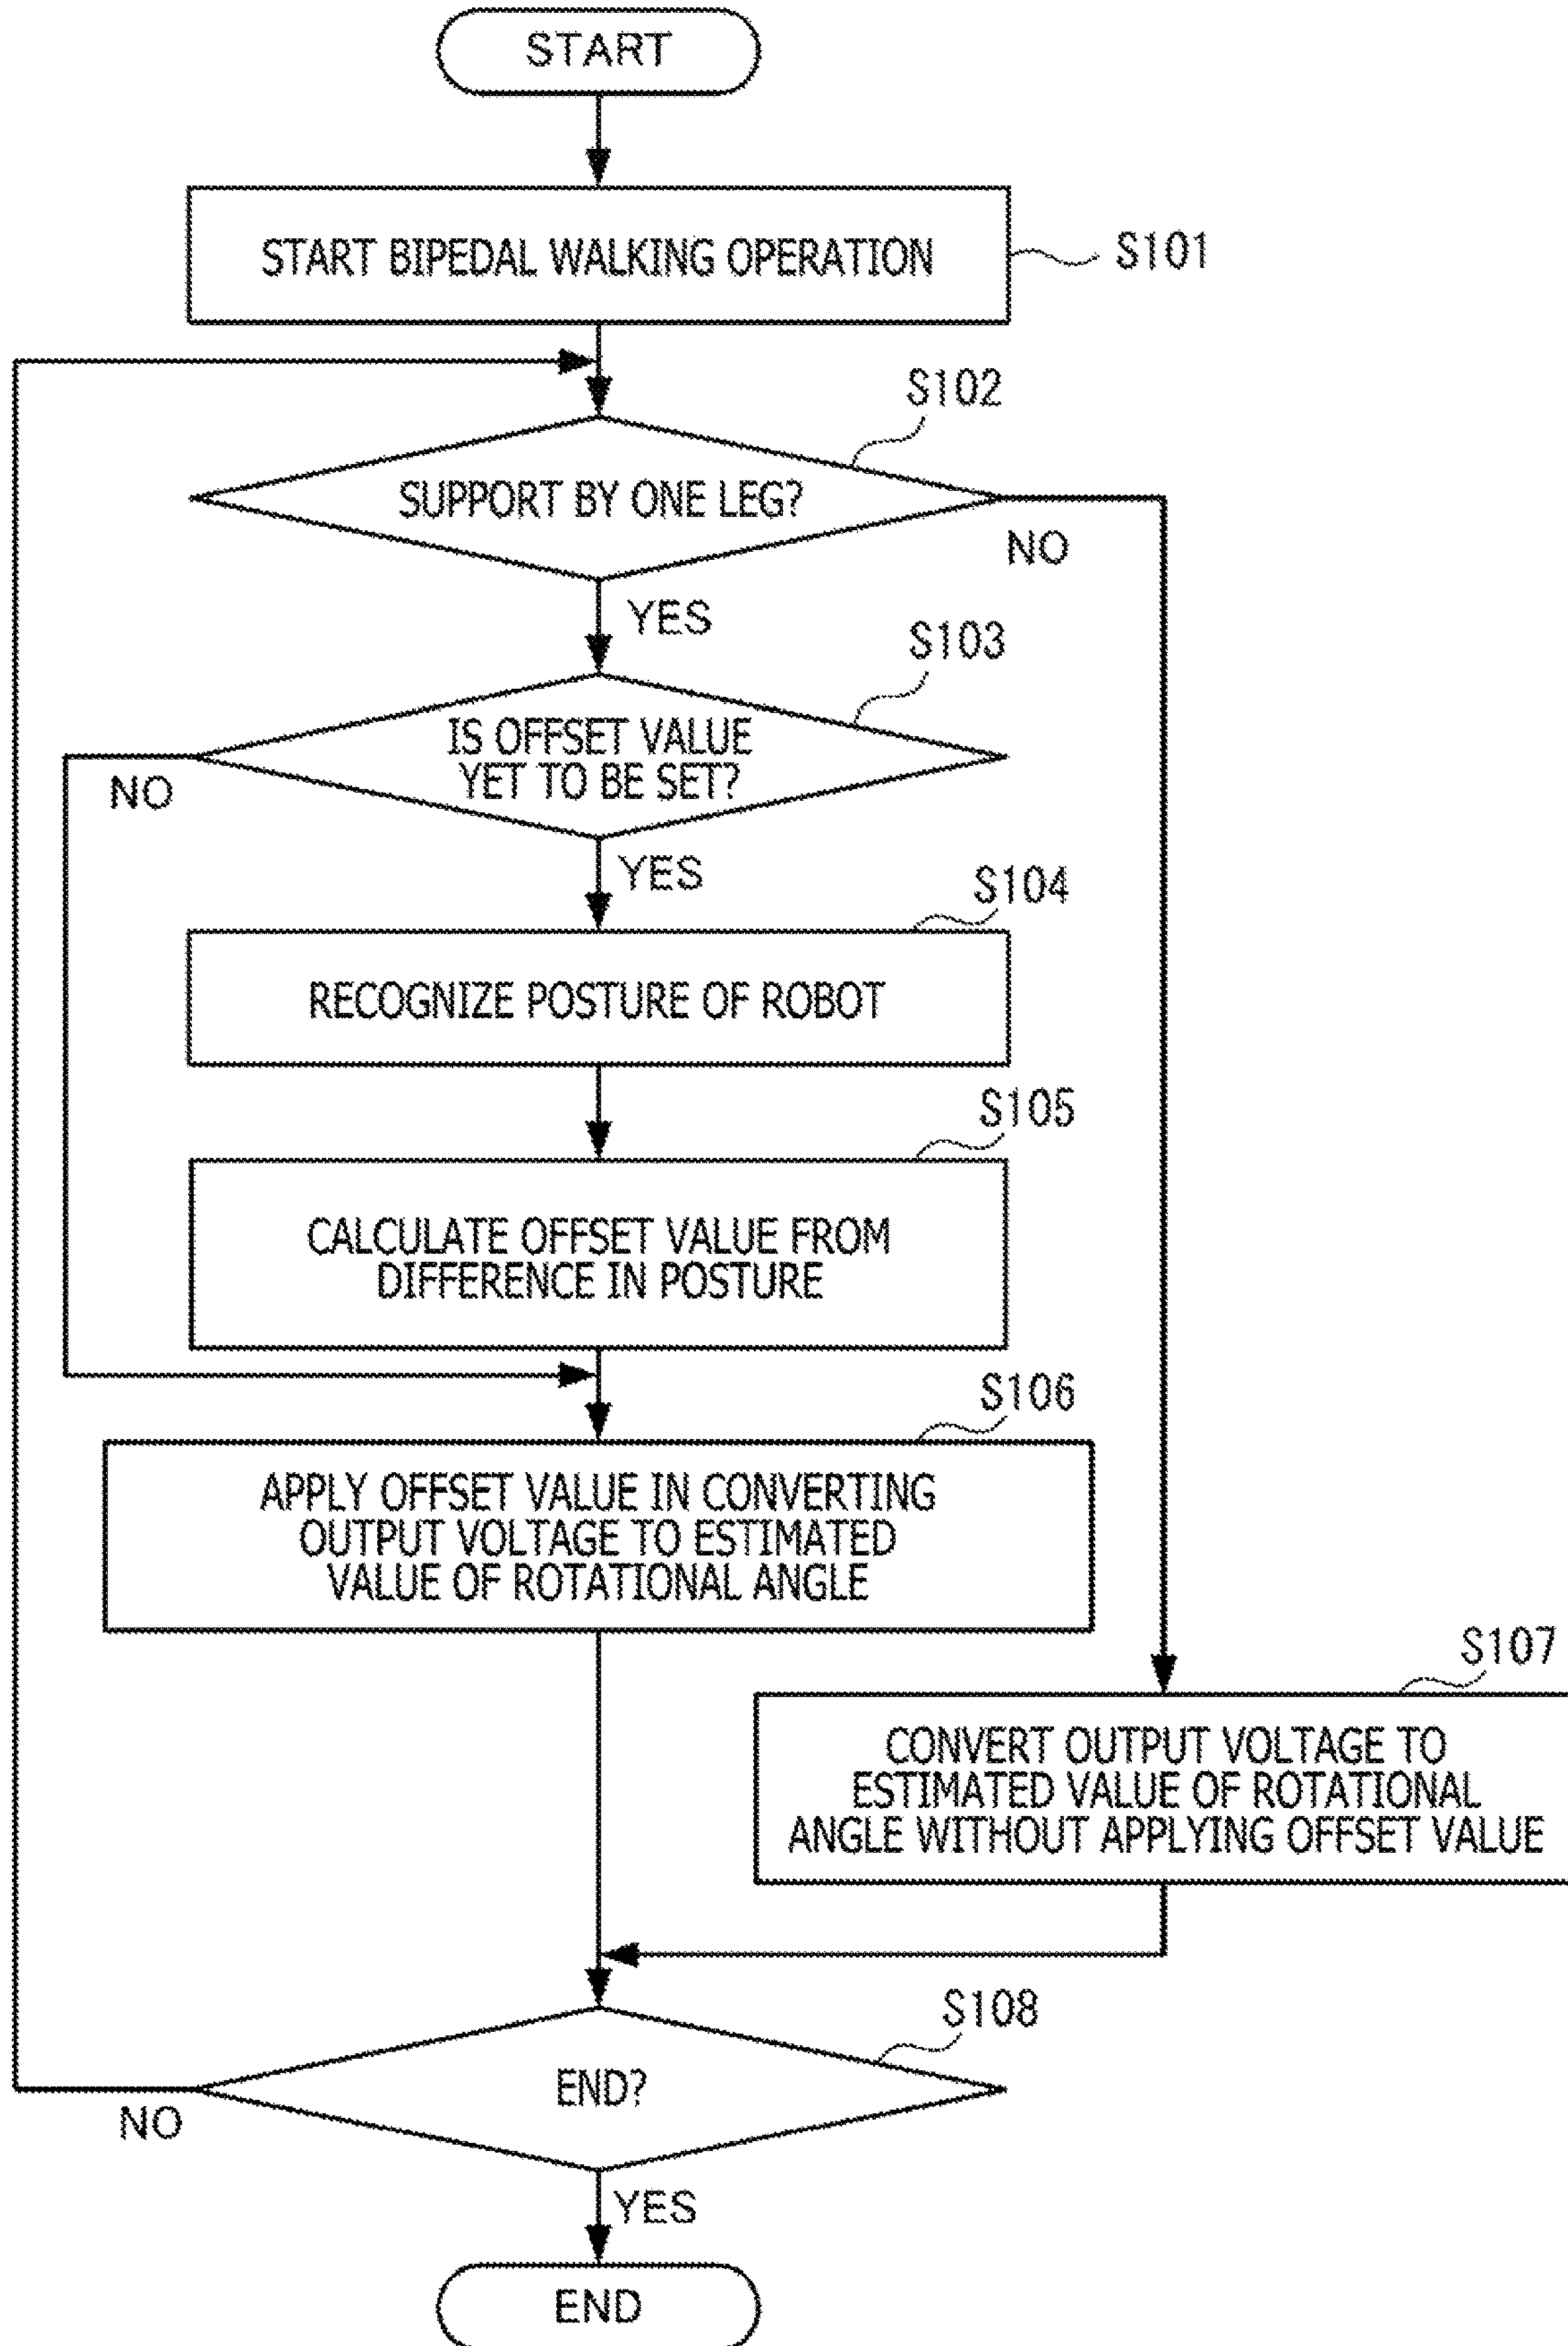 START
START BIPEDAL WALKING OPERATION
S101
S102
SUPPORT BY ONE LEG?
NO
YES
S103
IS OFFSET VALUE
YET TO BE SET?
NO
YES
S104
RECOGNIZE POSTURE OF ROBOT
S105
CALCULATE OFFSET VALUE FROM
DIFFERENCE IN POSTURE
S106
APPLY OFFSET VALUE IN CONVERTING
OUTPUT VOLTAGE TO ESTIMATED
VALUE OF ROTATIONAL ANGLE
S107
CONVERT OUTPUT VOLTAGE TO
ESTIMATED VALUE OF ROTATIONAL
ANGLE WITHOUT APPLYING OFFSET VALUE
S108
END?
NO
YES
END